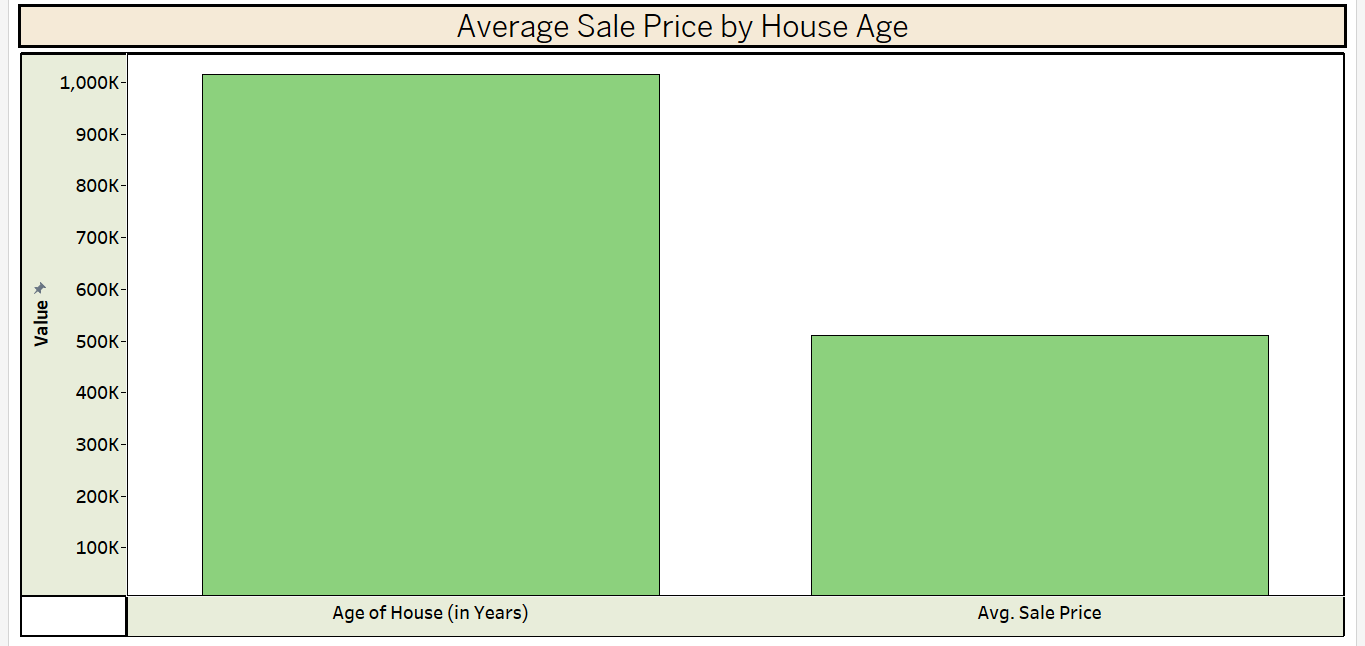 Average Sale Price by House Age
1,000K
900K
800K
700K
600K
500K
400K
300K
200K
100K
Value
Age of House (in Years)
Avg. Sale Price